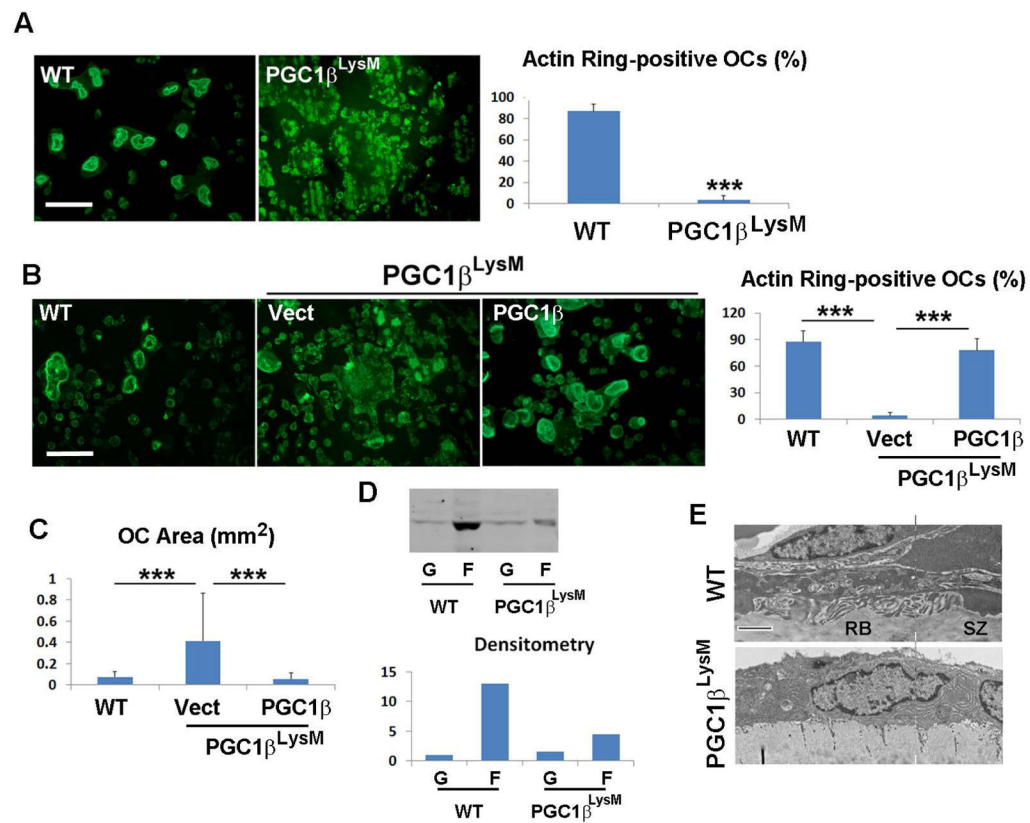 A
WT
PGC1β^LysM
Actin Ring-positive OCs (%)
100
80
60
40
20
0
***
WT
PGC1β^LysM
B
PGC1β^LysM
WT
Vect
PGC1β
Actin Ring-positive OCs (%)
120
90
60
30
0
***
***
WT
Vect
PGC1β
PGC1β^LysM
C
OC Area (mm²)
1
0.8
0.6
0.4
0.2
0
***
***
WT
Vect
PGC1β
PGC1β^LysM
D
G
F
G
F
WT
PGC1β^LysM
Densitometry
15
10
5
0
G
F
G
F
WT
PGC1β^LysM
E
WT
RB
SZ
PGC1β^LysM